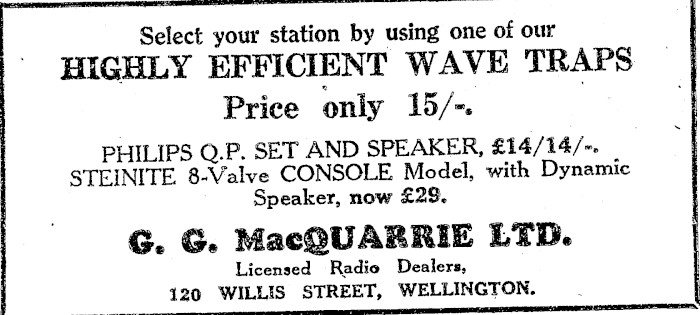 Select your station by using one of our
HIGHLY EFFICIENT WAVE TRAPS
Price only 15/-.
PHILIPS Q.P. SET AND SPEAKER, £14/14/-.
STEINITE 8-Valve CONSOLE Model, with Dynamic
Speaker, now £29.
G. G. MacQUARRIE LTD.
Licensed Radio Dealers,
120 WILLIS STREET, WELLINGTON.